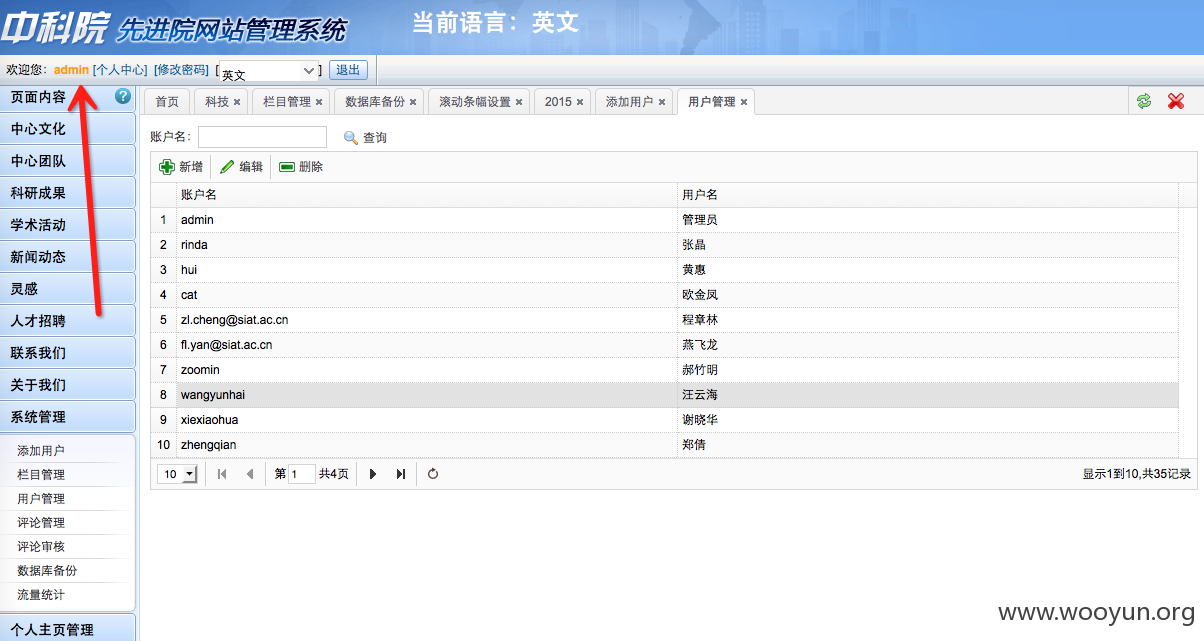 中科院 先进院网站管理系统
当前语言：英文
欢迎您: admin [个人中心] [修改密码] [ 英文 ] 退出
页面内容
中心文化
中心团队
科研成果
学术活动
新闻动态
灵感
人才招聘
联系我们
关于我们
系统管理
添加用户
栏目管理
用户管理
评论管理
评论审核
数据库备份
流量统计
个人主页管理
首页 科技 栏目管理 数据库备份 滚动条幅设置 2015 添加用户 用户管理
账户名: 查询
新增 编辑 删除
账户名 用户名
1 admin 管理员
2 rinda 张晶
3 hui 黄惠
4 cat 欧金凤
5 zl.cheng@siat.ac.cn 程章林
6 fl.yan@siat.ac.cn 燕飞龙
7 zoomin 郝竹明
8 wangyunhai 汪云海
9 xiexiaohua 谢晓华
10 zhengqian 郑倩
10 第 1 共4页 显示1到10,共35记录
www.wooyun.org